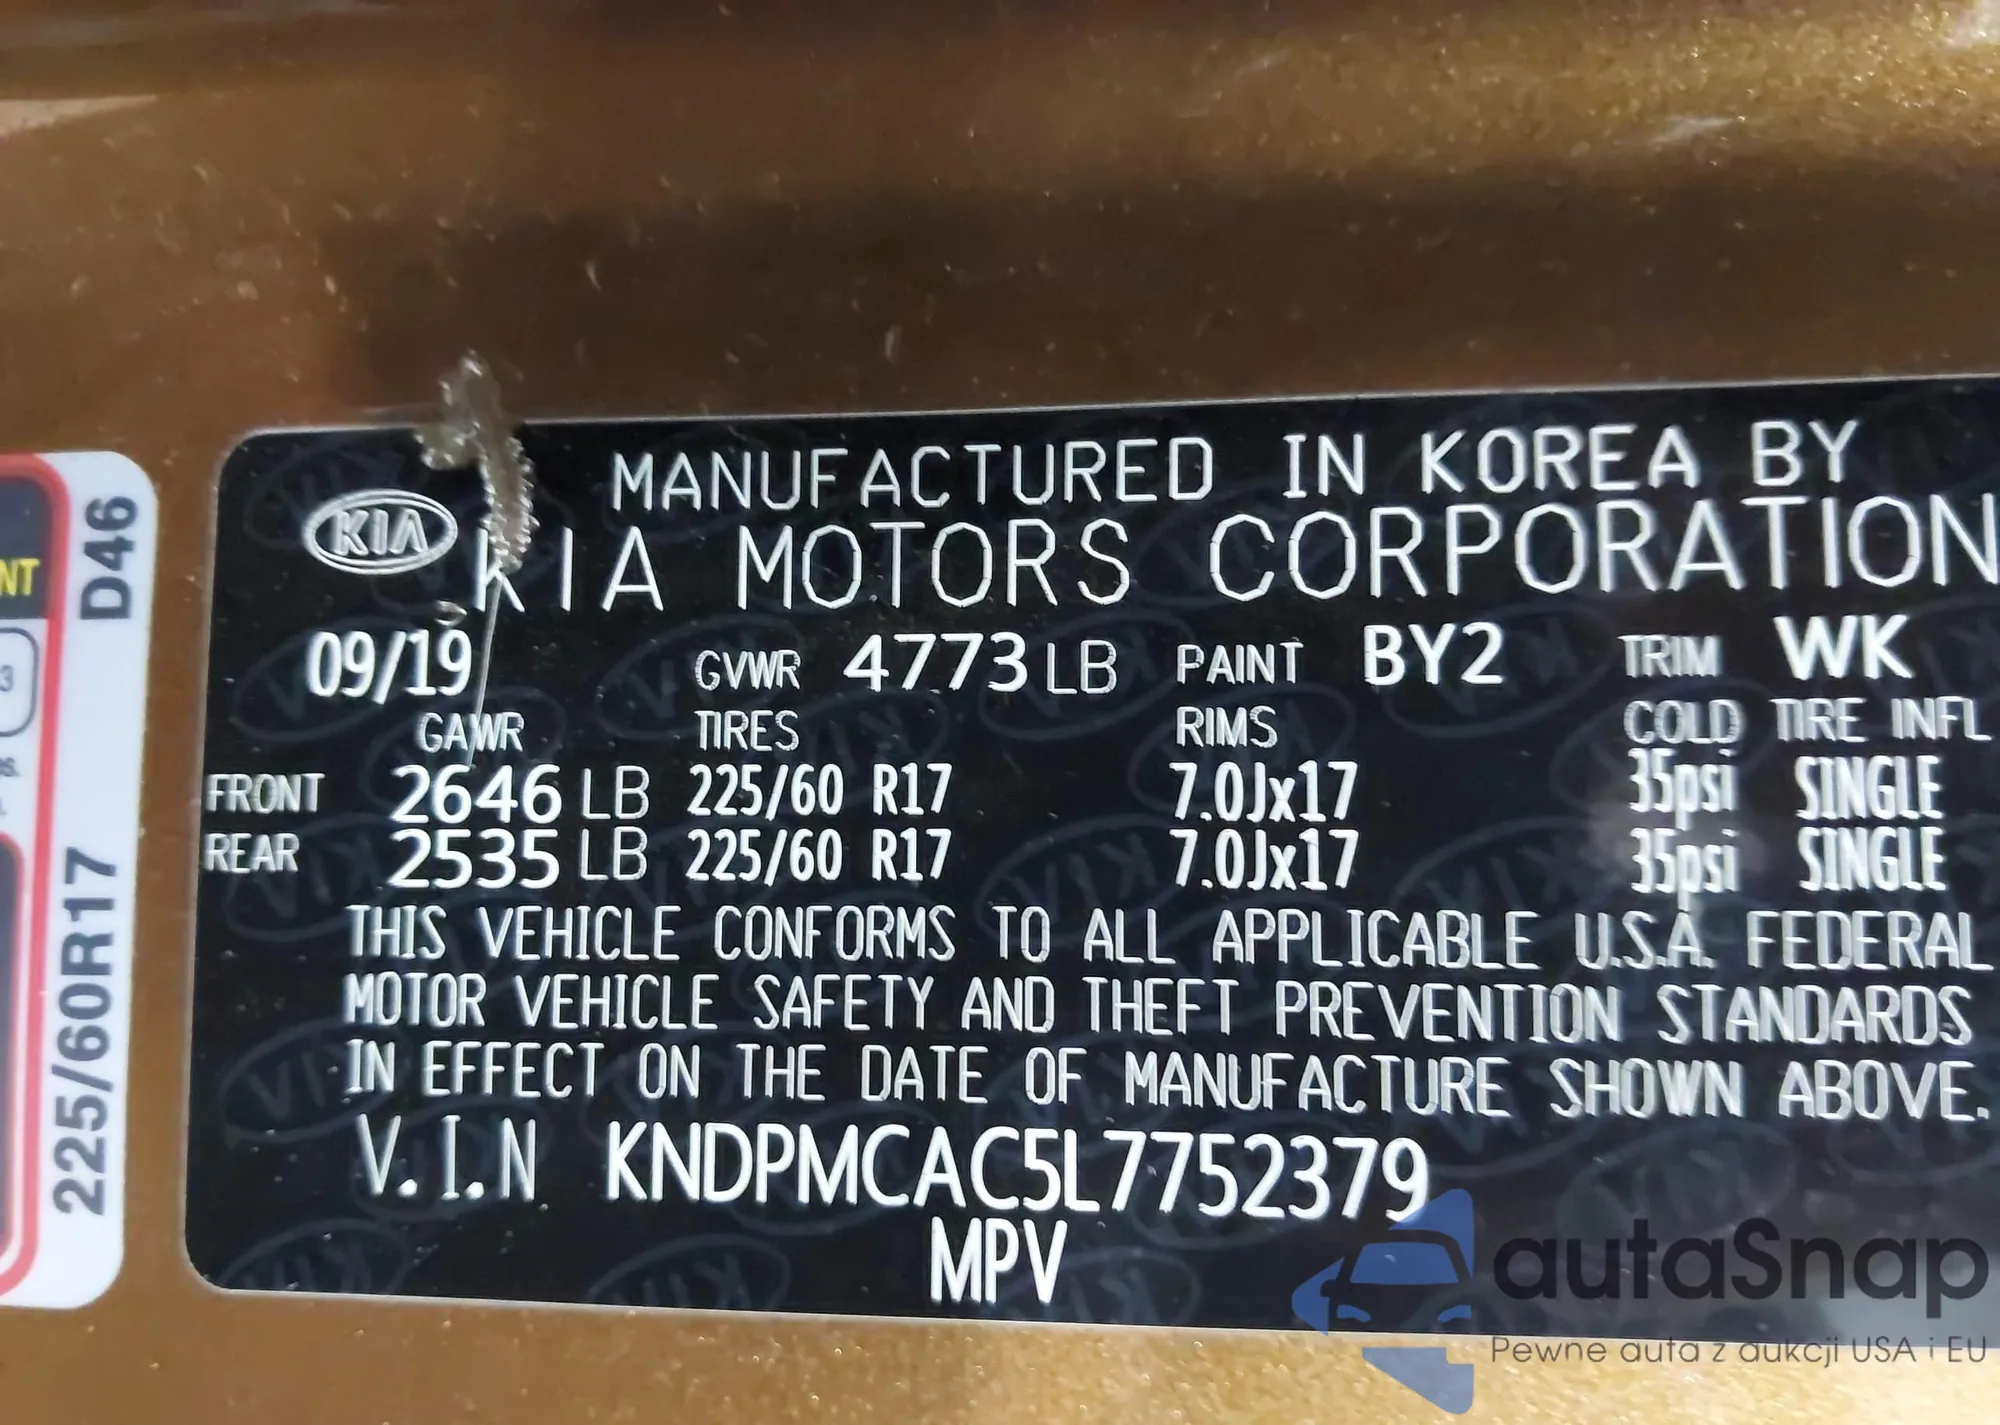 MANUFACTURED IN KOREA BY
KIA KIA MOTORS CORPORATION
09/19 GVWR 4773 LB PAINT BY2 TRIM WK
GAWR TIRES RIMS COLD TIRE INFL
FRONT 2646 LB 225/60 R17 7.0Jx17 35psi SINGLE
REAR 2535 LB 225/60 R17 7.0Jx17 35psi SINGLE
THIS VEHICLE CONFORMS TO ALL APPLICABLE U.S.A. FEDERAL
MOTOR VEHICLE SAFETY AND THEFT PREVENTION STANDARDS
IN EFFECT ON THE DATE OF MANUFACTURE SHOWN ABOVE.
V.I.N KNDPMCAC5L7752379
MPV
D46
225/60R17
NT
3
autaSnap
Pewne auta z aukcji USA i EU